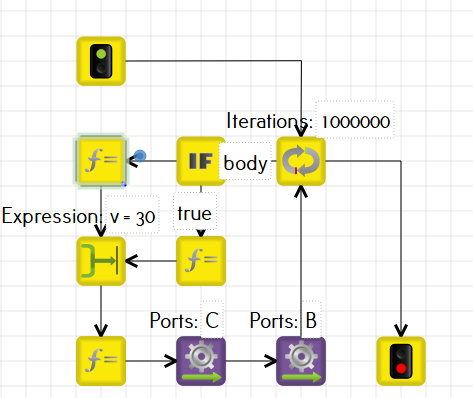 Iterations: 1000000
f =
IF
body
Expression: v = 30
true
f =
Ports: C
Ports: B
f =